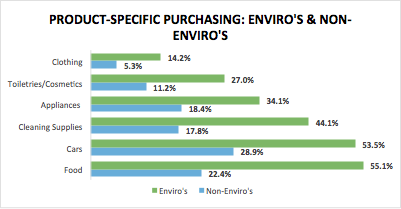 PRODUCT-SPECIFIC PURCHASING: ENVIRO'S & NON-
ENVIRO'S
Clothing 14.2% 5.3%
Toiletries/Cosmetics 27.0% 11.2%
Appliances 34.1% 18.4%
Cleaning Supplies 44.1% 17.8%
Cars 53.5% 28.9%
Food 55.1% 22.4%
Enviro's Non-Enviro's